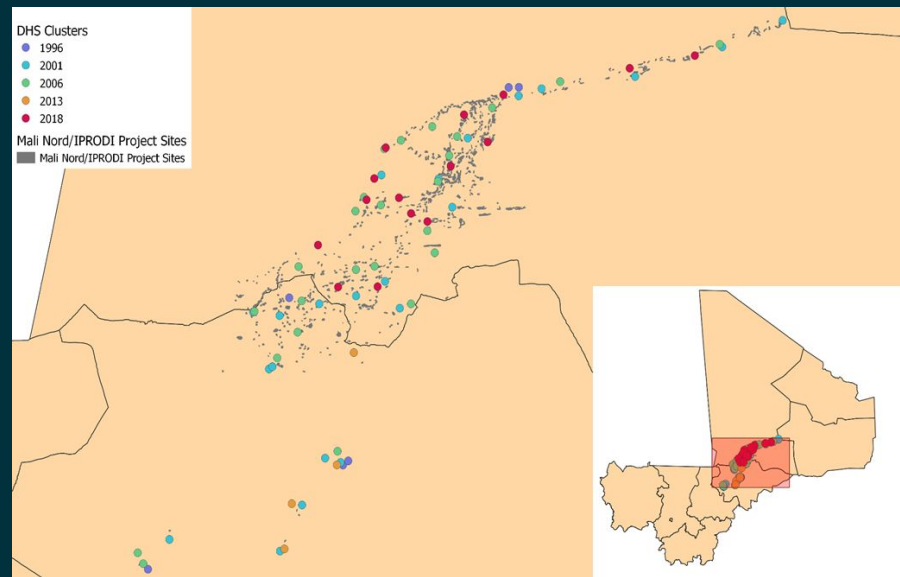 DHS Clusters
1996
2001
2006
2013
2018
Mali Nord/IPRODI Project Sites
Mali Nord/IPRODI Project Sites